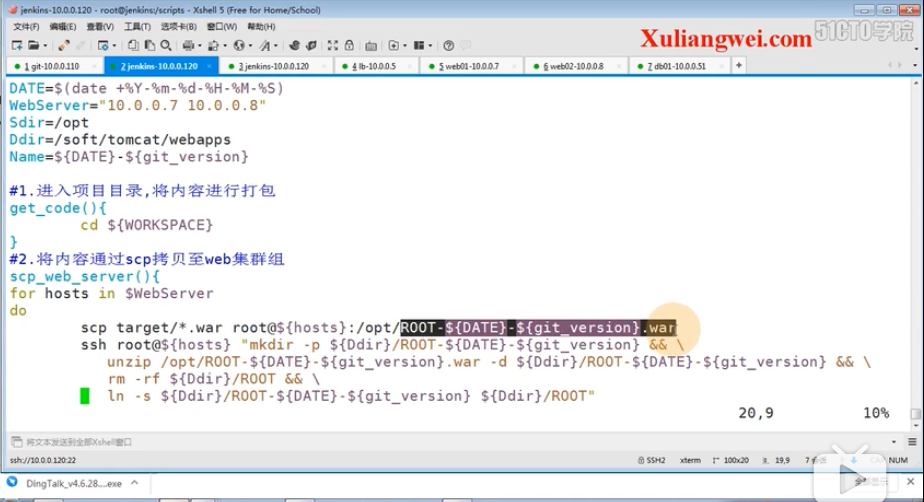 jenkins-10.0.0.120 - root@jenkins:/scripts - Xshell 5 (Free for Home/School)
文件(F) 编辑(E) 查看(V) 工具(T) 选项卡(B) 窗口(W) 帮助(H)
Xuliangwei.com
51CTO学院
1 git-10.0.0.110
2 jenkins-10.0.0.120
3 jenkins-10.0.0.120
4 lb-10.0.0.5
5 web01-10.0.0.7
6 web02-10.0.0.8
7 db01-10.0.0.51
DATE=$(date +%Y-%m-%d-%H-%M-%S)
WebServer="10.0.0.7 10.0.0.8"
Sdir=/opt
Ddir=/soft/tomcat/webapps
Name=${DATE}-${git_version}
#1.进入项目目录,将内容进行打包
get_code(){
cd ${WORKSPACE}
}
#2.将内容通过scp拷贝至web集群组
scp_web_server(){
for hosts in $WebServer
do
scp target/*.war root@${hosts}:/opt/ROOT-${DATE}-${git_version}.war
ssh root@${hosts} "mkdir -p ${Ddir}/ROOT-${DATE}-${git_version} && \
unzip /opt/ROOT-${DATE}-${git_version}.war -d ${Ddir}/ROOT-${DATE}-${git_version} && \
rm -rf ${Ddir}/ROOT && \
ln -s ${Ddir}/ROOT-${DATE}-${git_version} ${Ddir}/ROOT"
20,9 10%
将文本发送到全部Xshell窗口
ssh://10.0.0.120:22 SSH2 xterm 100x20 19,9 7 CAP NUM
DingTalk_v4.6.28....exe
全部显示